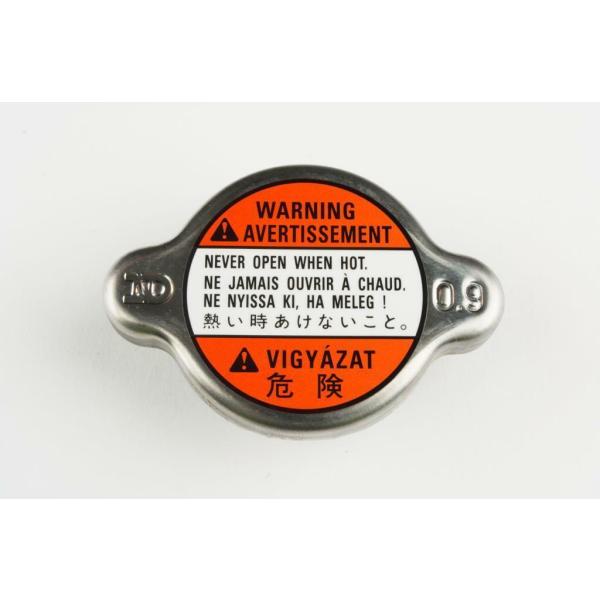 WARNING
AVERTISSEMENT
NEVER OPEN WHEN HOT.
NE JAMAIS OUVRIR À CHAUD.
NE NYISSA KI, HA MELEG !
熱い時あけないこと。
0.9
VIGYÁZAT
危険